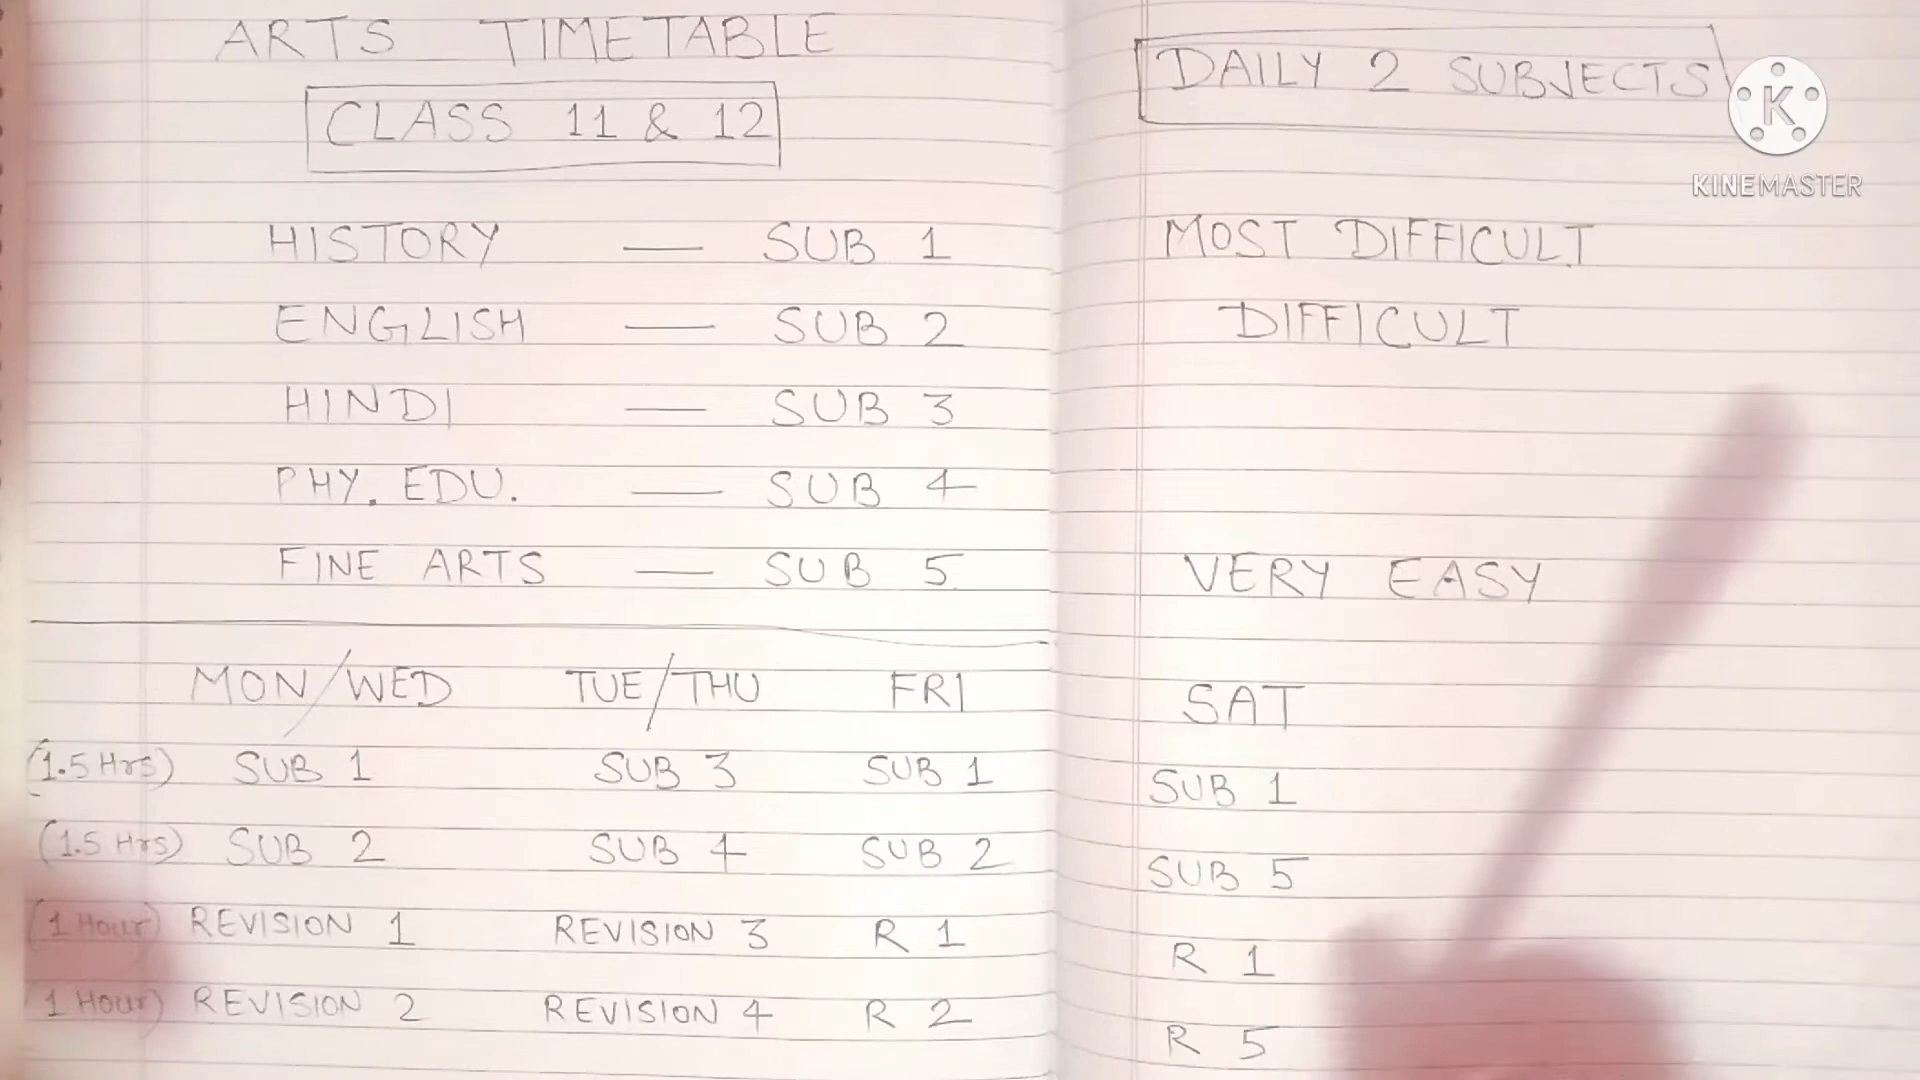 ARTS TIMETABLE
CLASS 11 & 12
HISTORY — SUB 1
ENGLISH — SUB 2
HINDI — SUB 3
PHY. EDU. — SUB 4
FINE ARTS — SUB 5
MON/WED TUE/THU FRI
(1.5 Hrs) SUB 1 SUB 3 SUB 1
(1.5 Hrs) SUB 2 SUB 4 SUB 2
(1 Hour) REVISION 1 REVISION 3 R 1
(1 Hour) REVISION 2 REVISION 4 R 2
DAILY 2 SUBJECTS
K
KINEMASTER
MOST DIFFICULT
DIFFICULT
VERY EASY
SAT
SUB 1
SUB 5
R 1
R 5